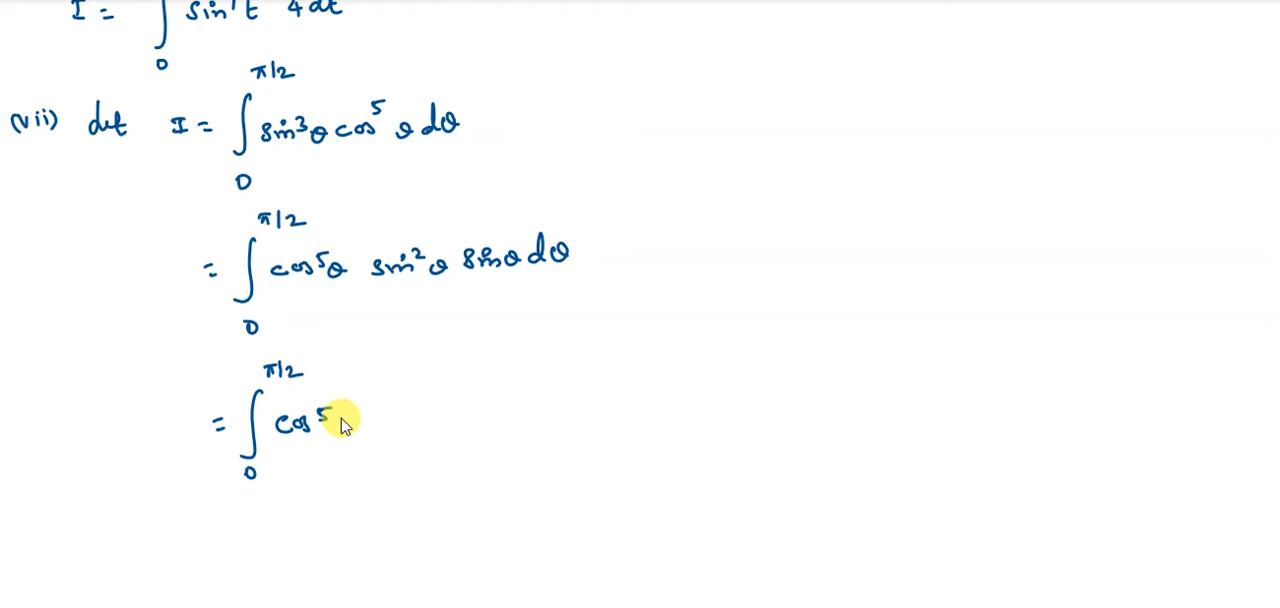 I = ∫₀ sin⁷t 4dt
(vii) Let I = ∫₀^{π/2} sin³θ cos⁵θ dθ
= ∫₀^{π/2} cos⁵θ sin²θ sinθ dθ
= ∫₀^{π/2} cos⁵